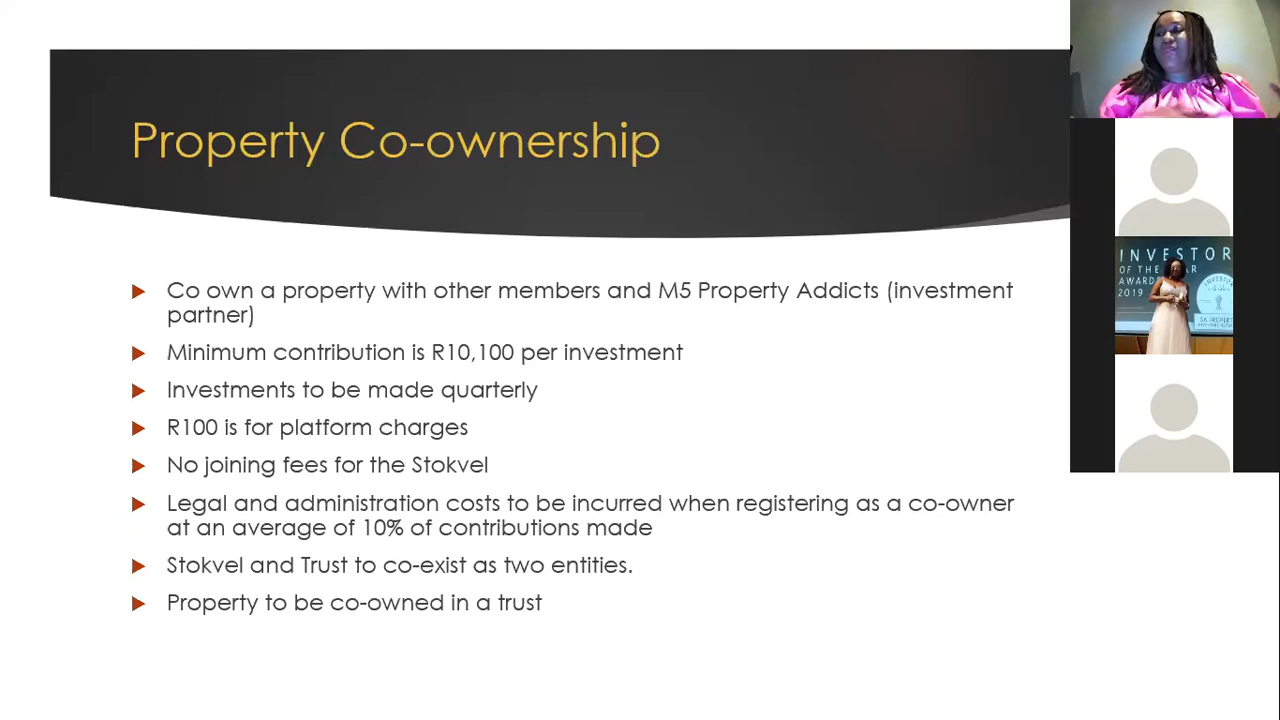 Property Co-ownership
Co own a property with other members and M5 Property Addicts (investment
partner)
Minimum contribution is R10,100 per investment
Investments to be made quarterly
R100 is for platform charges
No joining fees for the Stokvel
Legal and administration costs to be incurred when registering as a co-owner
at an average of 10% of contributions made
Stokvel and Trust to co-exist as two entities.
Property to be co-owned in a trust
INVESTOR
OF THE
AWARDS
2019